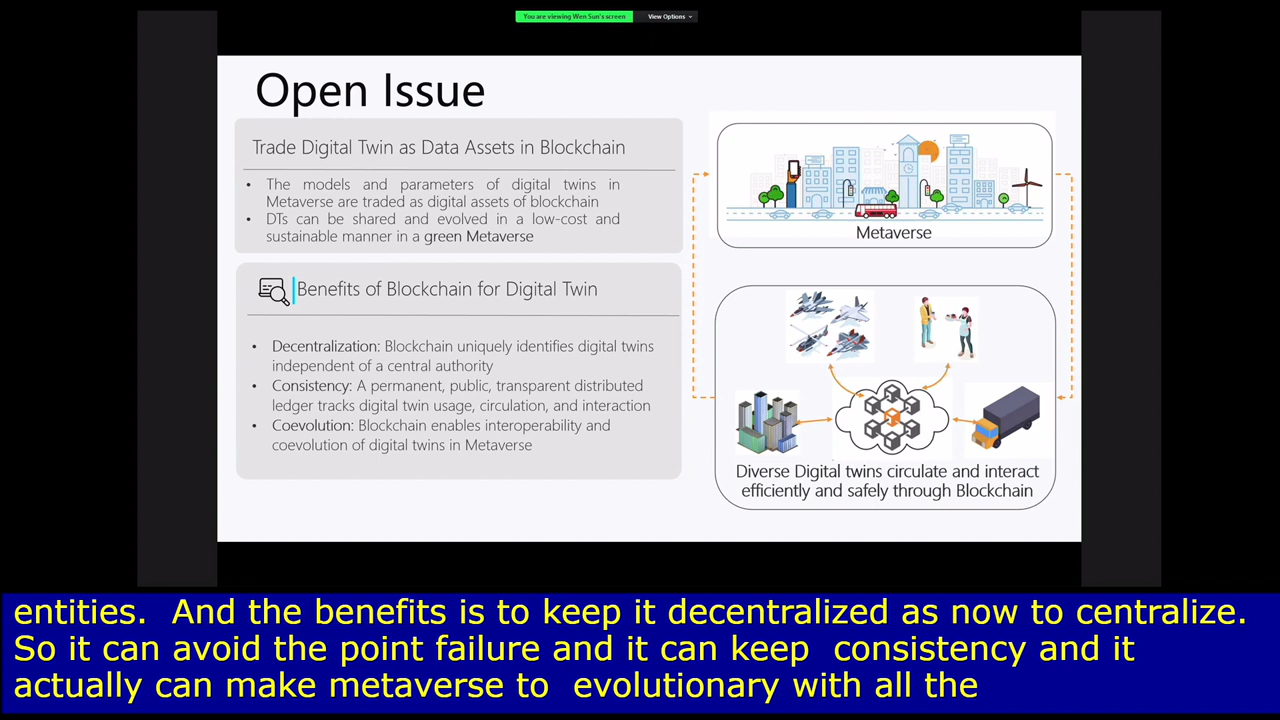 You are viewing Wen Sun's screen View Options
Open Issue
Trade Digital Twin as Data Assets in Blockchain
• The models and parameters of digital twins in
Metaverse are traded as digital assets of blockchain
• DTs can be shared and evolved in a low-cost and
sustainable manner in a green Metaverse
Benefits of Blockchain for Digital Twin
• Decentralization: Blockchain uniquely identifies digital twins
independent of a central authority
• Consistency: A permanent, public, transparent distributed
ledger tracks digital twin usage, circulation, and interaction
• Coevolution: Blockchain enables interoperability and
coevolution of digital twins in Metaverse
Metaverse
Diverse Digital twins circulate and interact
efficiently and safely through Blockchain
entities.  And the benefits is to keep it decentralized as now to centralize.
So it can avoid the point failure and it can keep  consistency and it
actually can make metaverse to  evolutionary with all the